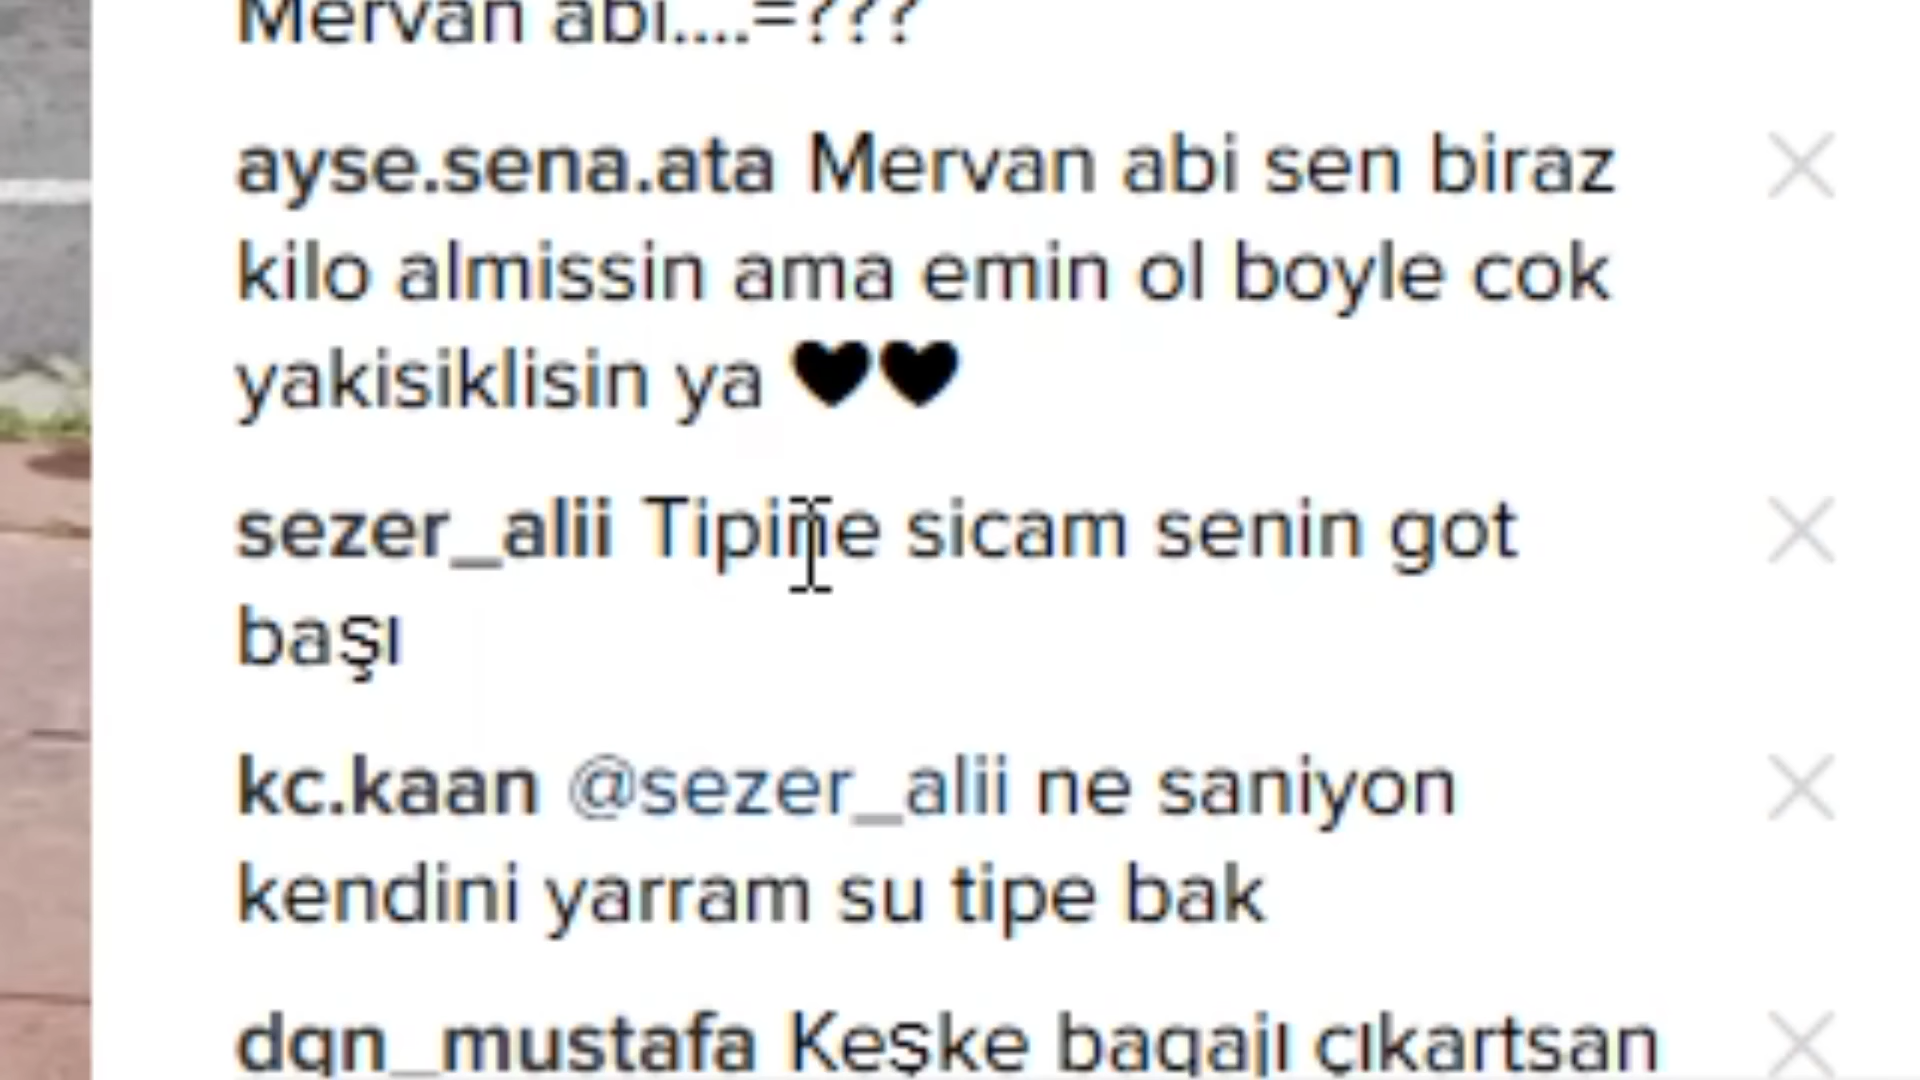 Mervan abi....=???
ayse.sena.ata Mervan abi sen biraz
kilo almissin ama emin ol boyle cok
yakisiklisin ya 🖤🖤
sezer_alii Tipine sicam senin got
başı
kc.kaan @sezer_alii ne saniyon
kendini yarram su tipe bak
dgn_mustafa Keşke bagajı çıkartsan